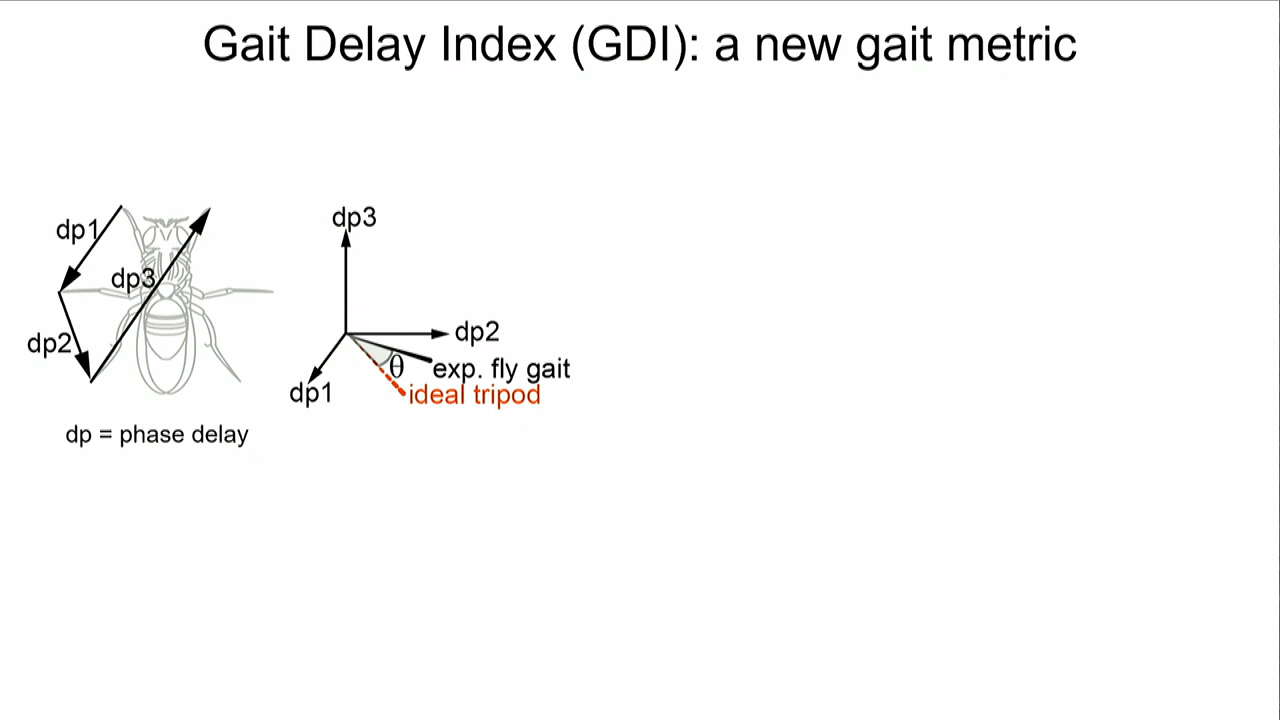 Gait Delay Index (GDI): a new gait metric
dp1
dp3
dp2
dp = phase delay
dp3
dp2
θ
exp. fly gait
dp1
ideal tripod